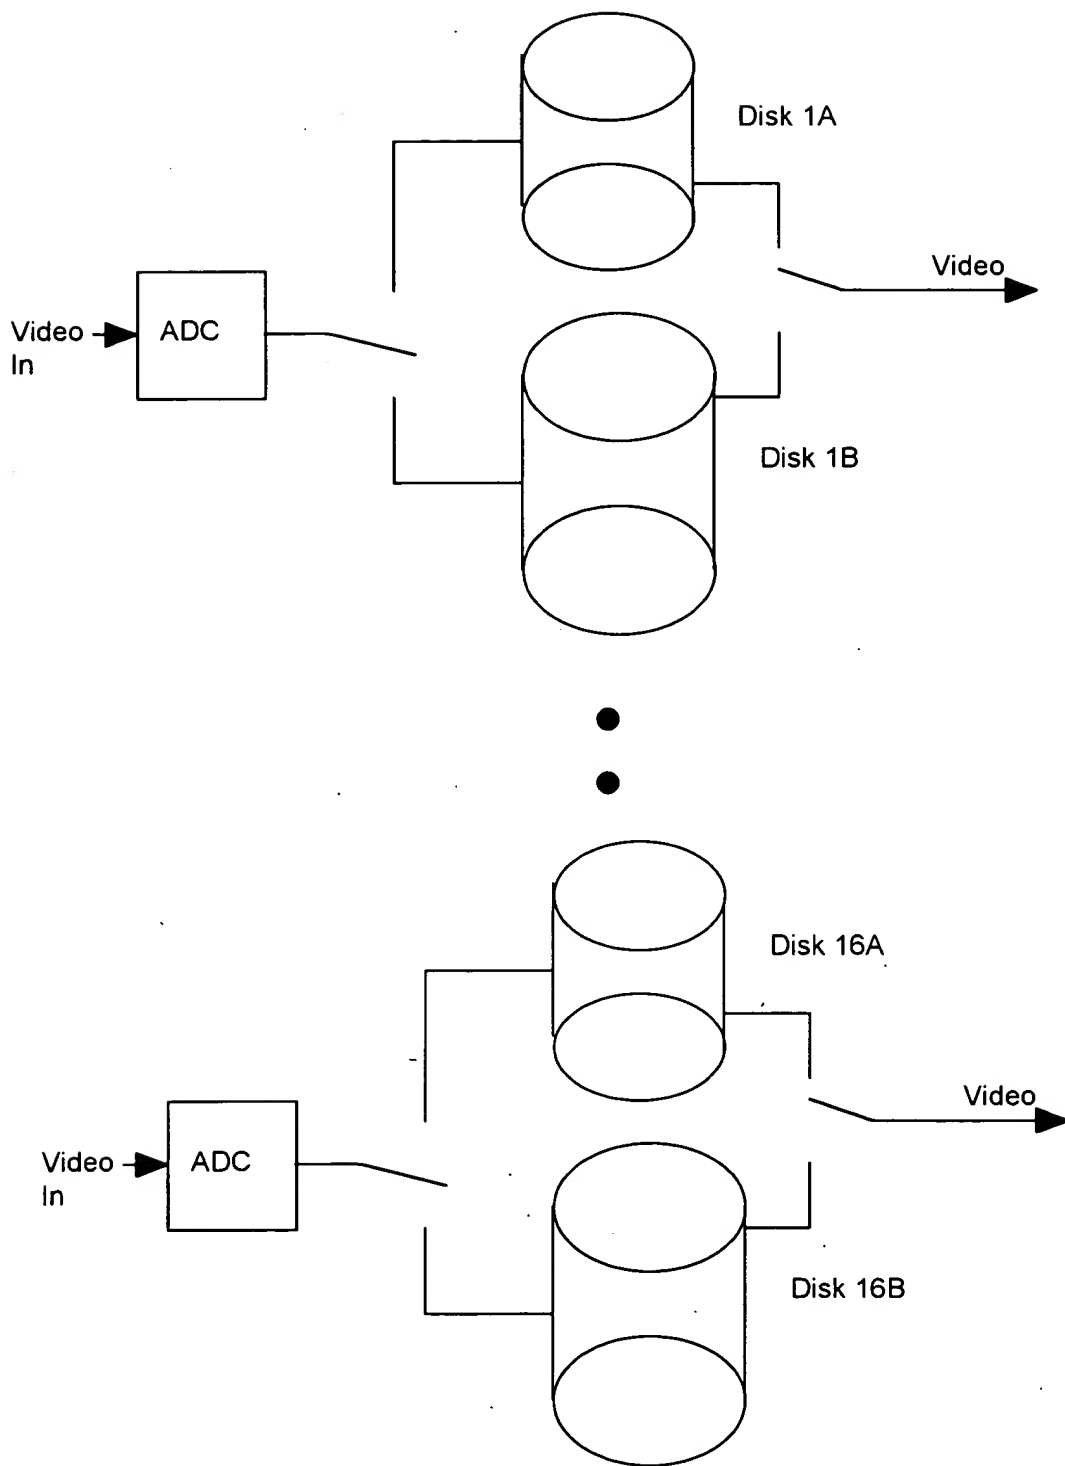 Disk 1A
Video
Video
In
ADC
Disk 1B
Disk 16A
Video
Video
In
ADC
Disk 16B